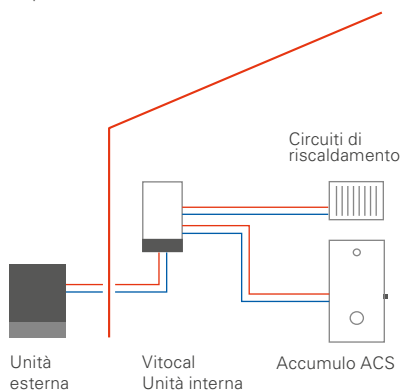 Circuiti di
riscaldamento
Unità
esterna
Vitocal
Unità interna
Accumulo ACS